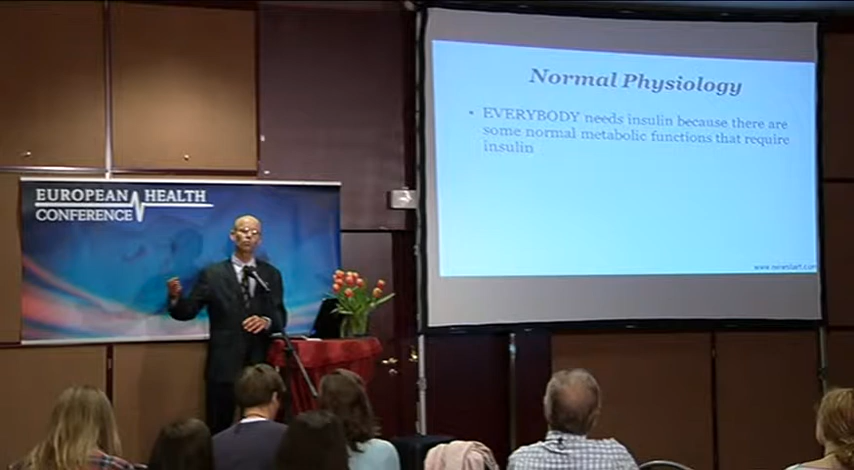 EUROPEAN HEALTH
CONFERENCE
Normal Physiology
• EVERYBODY needs insulin because there are
some normal metabolic functions that require
insulin
www.newstart.com